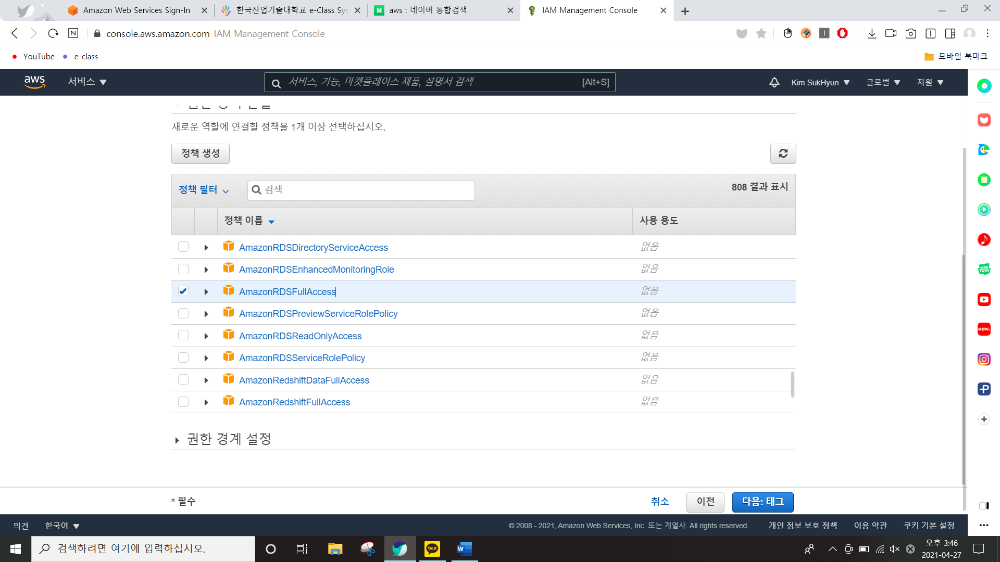 Amazon Web Services Sign-In
한국산업기술대학교 e-Class Sys
N aws : 네이버 통합검색
IAM Management Console
N console.aws.amazon.com IAM Management Console
YouTube e-class
모바일 북마크
aws 서비스
서비스, 기능, 마켓플레이스 제품, 설명서 검색 [Alt+S]
Kim SukHyun 글로벌 지원
새로운 역할에 연결할 정책을 1개 이상 선택하십시오.
정책 생성
정책 필터 검색 808 결과 표시
정책 이름 사용 용도
AmazonRDSDirectoryServiceAccess 없음
AmazonRDSEnhancedMonitoringRole 없음
AmazonRDSFullAccess 없음
AmazonRDSPreviewServiceRolePolicy 없음
AmazonRDSReadOnlyAccess 없음
AmazonRDSServiceRolePolicy 없음
AmazonRedshiftDataFullAccess 없음
AmazonRedshiftFullAccess 없음
권한 경계 설정
* 필수 취소 이전 다음: 태그
의견 한국어 © 2008 - 2021, Amazon Web Services, Inc. 또는 계열사. All rights reserved. 개인 정보 보호 정책 이용 약관 쿠키 기본 설정
WEB
TOON
NOW.
P
검색하려면 여기에 입력하십시오.
TALK
W
오후 3:46
2021-04-27